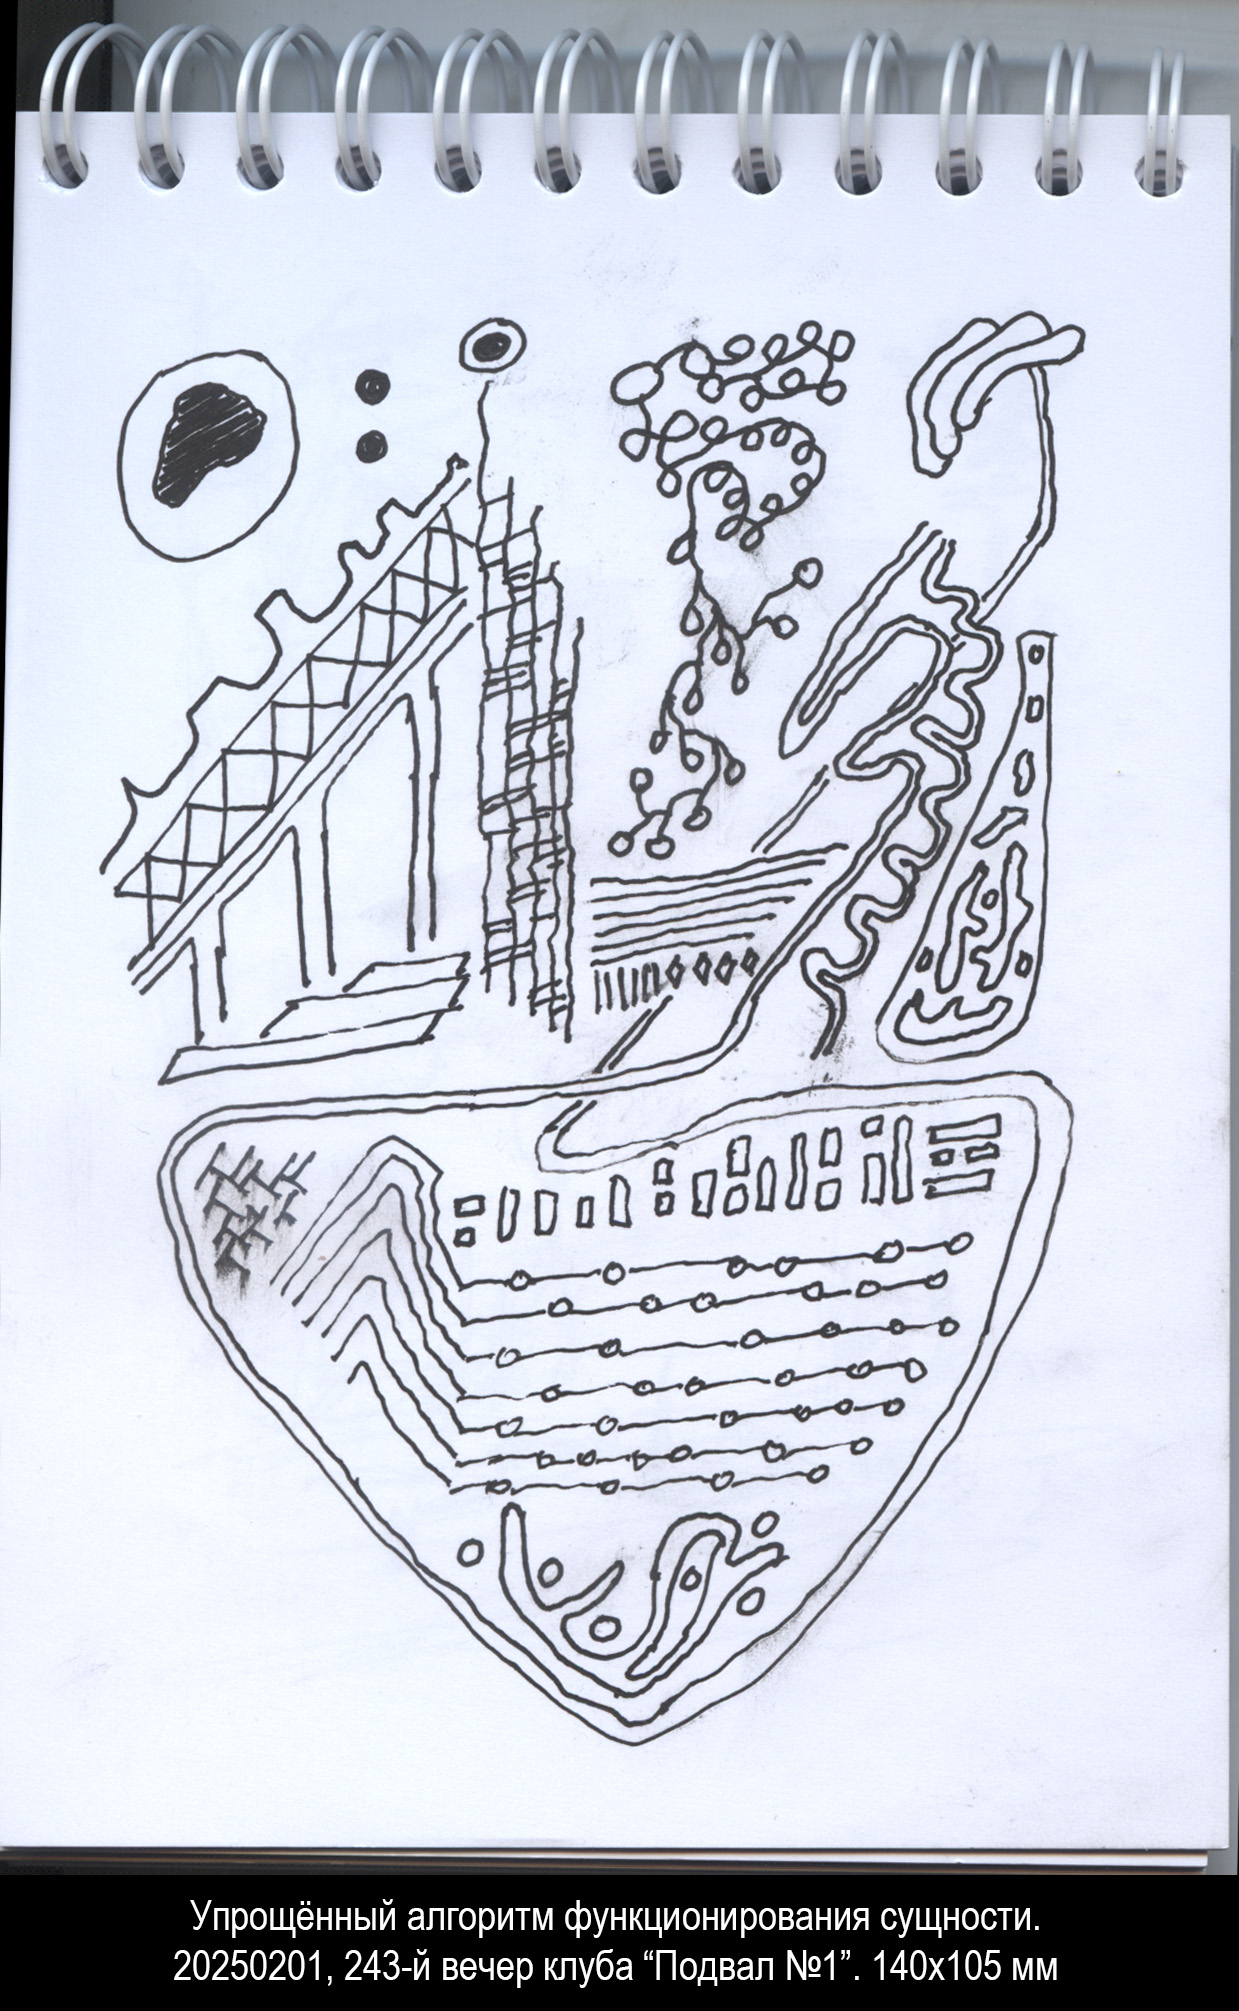 Упрощённый алгоритм функционирования сущности.
20250201, 243-й вечер клуба “Подвал №1”. 140x105 мм